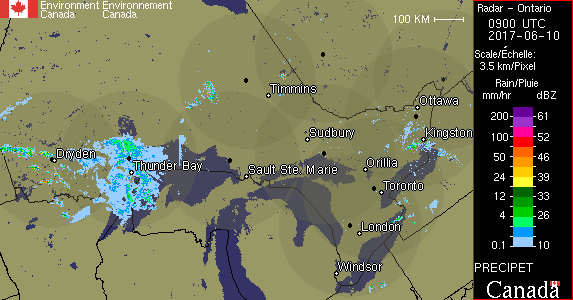 Environment Environnement
Canada Canada
100 KM
Timmins
Ottawa
Sudbury
Kingston
Dryden
Thunder Bay
Sault Ste. Marie
Orillia
Toronto
London
Windsor
Radar - Ontario
0900 UTC
2017-06-10
Scale/Échelle:
3.5 km/Pixel
Rain/Pluie
mm/hr dBZ
200 61
100 52
50 46
24 39
12 33
4 26
0.1 10
PRECIPET
Canada